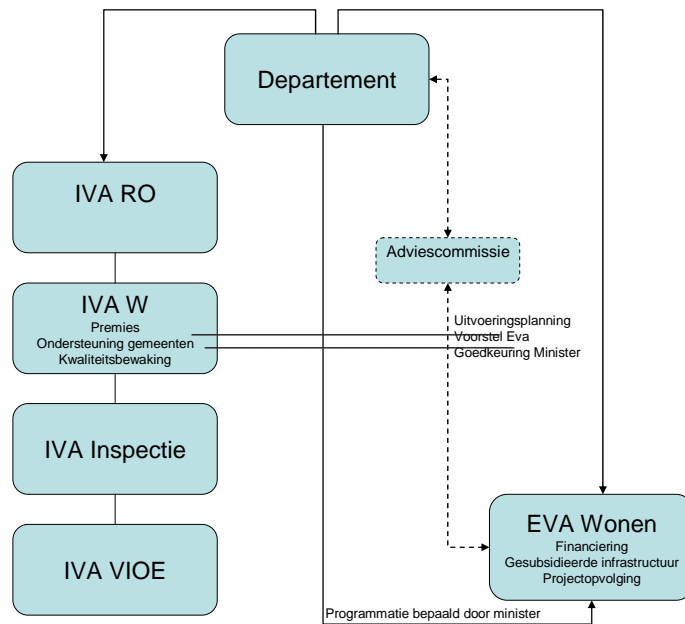 Departement
IVA RO
Adviescommissie
IVA W
Premies
Ondersteuning gemeenten
Kwaliteitsbewaking
Uitvoeringsplanning
Voorstel Eva
Goedkeuring Minister
IVA Inspectie
EVA Wonen
Financiering
Gesubsidieerde infrastructuur
Projectopvolging
IVA VIOE
Programmatie bepaald door minister